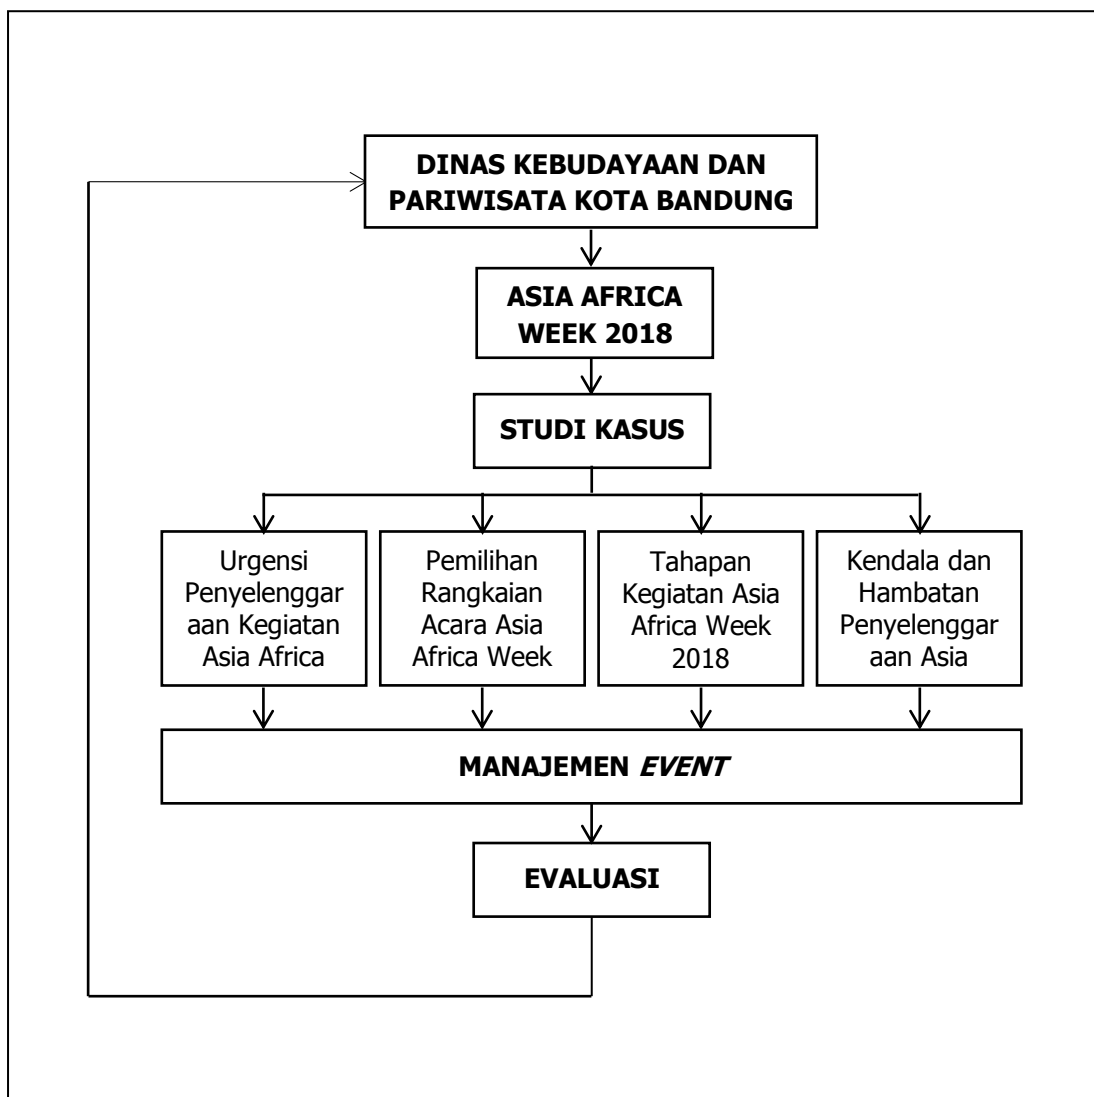 DINAS KEBUDAYAAN DAN
PARIWISATA KOTA BANDUNG
ASIA AFRICA
WEEK 2018
STUDI KASUS
Urgensi
Penyelenggar
aan Kegiatan
Asia Africa
Pemilihan
Rangkaian
Acara Asia
Africa Week
Tahapan
Kegiatan Asia
Africa Week
2018
Kendala dan
Hambatan
Penyelenggar
aan Asia
MANAJEMEN EVENT
EVALUASI